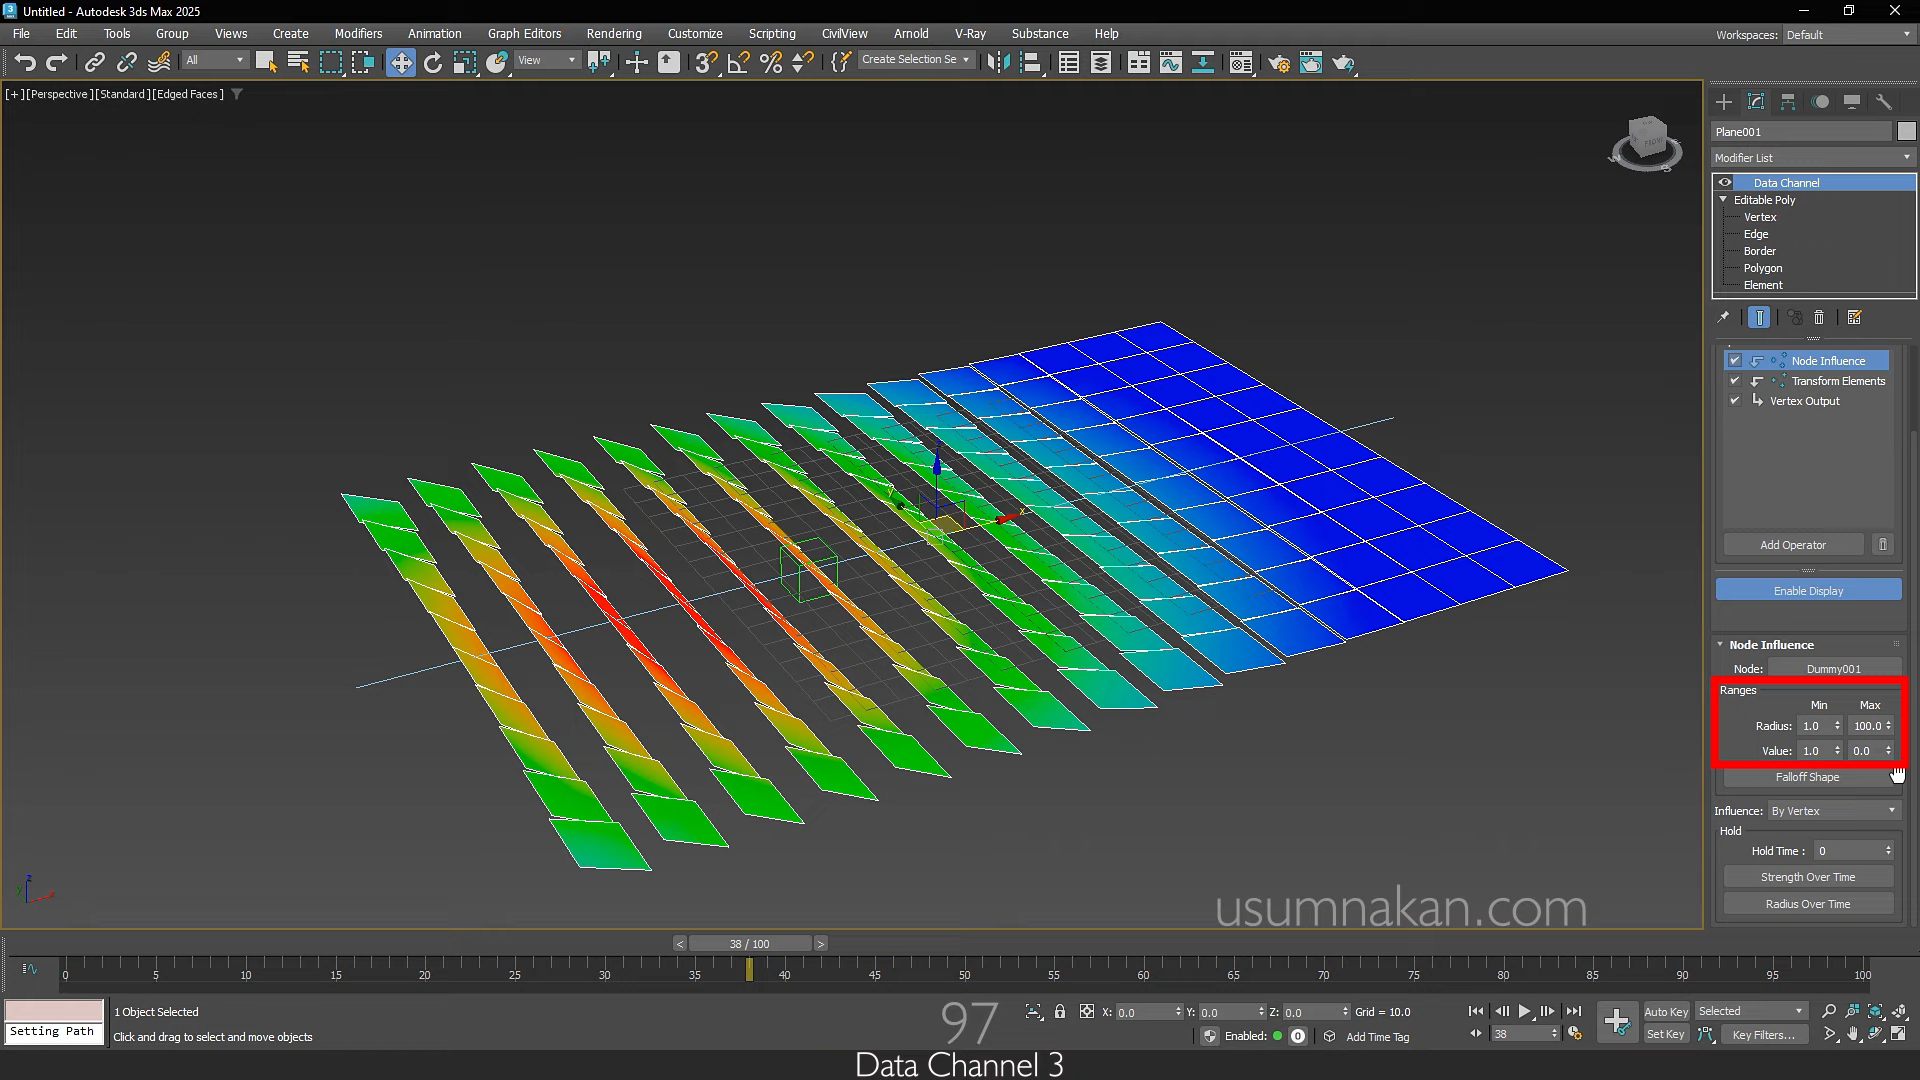 Untitled - Autodesk 3ds Max 2025
File Edit Tools Group Views Create Modifiers Animation Graph Editors Rendering Customize Scripting CivilView Arnold V-Ray Substance Help
Workspaces: Default
All
View
Create Selection Se
[+] [Perspective] [Standard] [Edged Faces]
Plane001
Modifier List
Data Channel
Editable Poly
Vertex
Edge
Border
Polygon
Element
Node Influence
Transform Elements
Vertex Output
Add Operator
Enable Display
Node Influence
Node: Dummy001
Ranges
Min Max
Radius: 1.0 100.0
Value: 1.0 0.0
Falloff Shape
Influence: By Vertex
Hold
Hold Time : 0
Strength Over Time
Radius Over Time
usumnakan.com
< 38 / 100 >
0 5 10 15 20 25 30 35 40 45 50 55 60 65 70 75 80 85 90 95 100
1 Object Selected
Setting Path
Click and drag to select and move objects
97
X: 0.0 Y: 0.0 Z: 0.0 Grid = 10.0
Enabled: 0 Add Time Tag
38
Auto Key Selected
Set Key Key Filters...
Data Channel 3